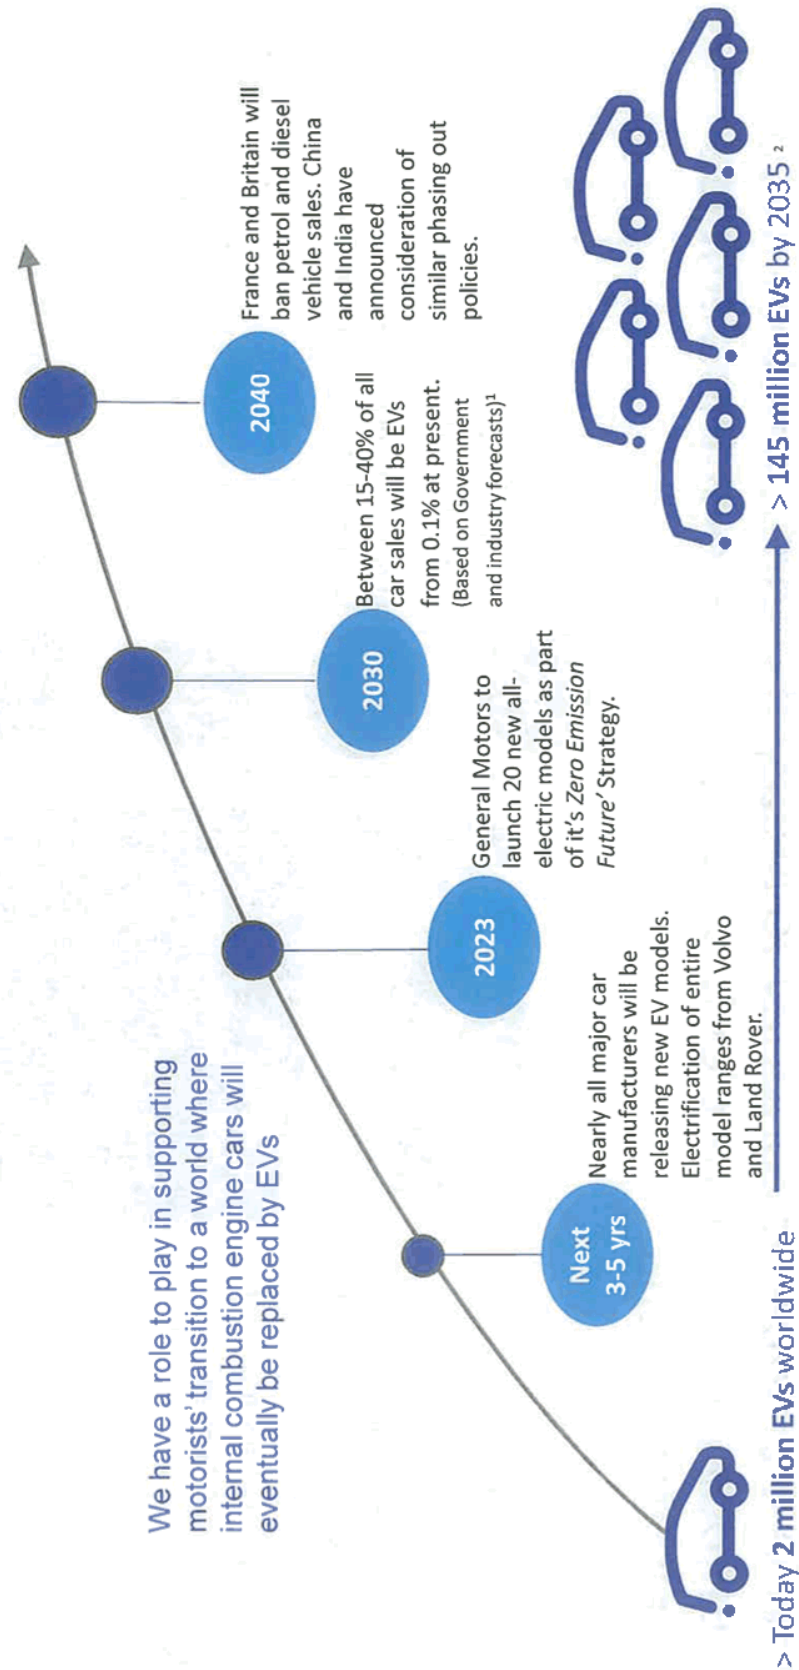 We have a role to play in supporting
motorists' transition to a world where
internal combustion engine cars will
eventually be replaced by EVs
Next
3-5 yrs
Nearly all major car
manufacturers will be
releasing new EV models.
Electrification of entire
model ranges from Volvo
and Land Rover.
2023
General Motors to
launch 20 new all-
electric models as part
of it's Zero Emission
Future' Strategy.
2030
Between 15-40% of all
car sales will be EVs
from 0.1% at present.
(Based on Government
and industry forecasts)¹
2040
France and Britain will
ban petrol and diesel
vehicle sales. China
and India have
announced
consideration of
similar phasing out
policies.
> Today 2 million EVs worldwide
> 145 million EVs by 2035 ²